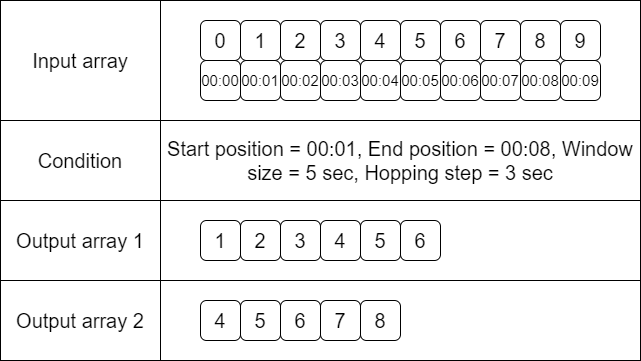 Input array
0 1 2 3 4 5 6 7 8 9
00:00 00:01 00:02 00:03 00:04 00:05 00:06 00:07 00:08 00:09
Condition
Start position = 00:01, End position = 00:08, Window
size = 5 sec, Hopping step = 3 sec
Output array 1
1 2 3 4 5 6
Output array 2
4 5 6 7 8